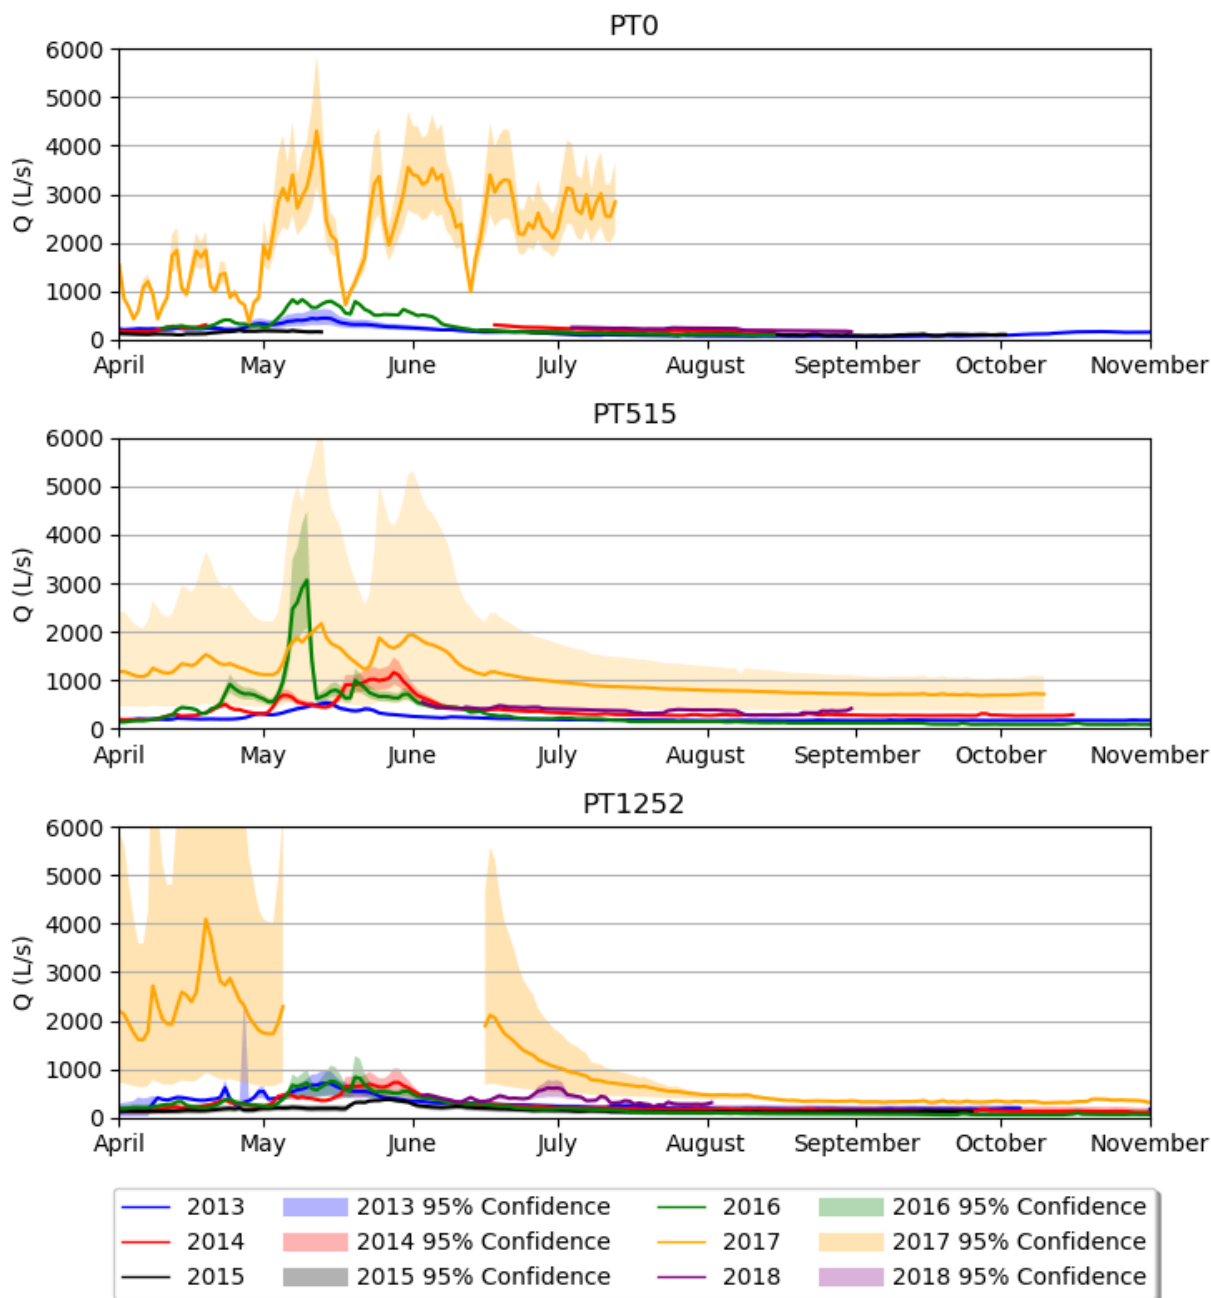 PT0
6000
5000
4000
3000
2000
1000
0
Q (L/s)
April May June July August September October November
PT515
6000
5000
4000
3000
2000
1000
0
Q (L/s)
April May June July August September October November
PT1252
6000
5000
4000
3000
2000
1000
0
Q (L/s)
April May June July August September October November
2013 2013 95% Confidence 2016 2016 95% Confidence
2014 2014 95% Confidence 2017 2017 95% Confidence
2015 2015 95% Confidence 2018 2018 95% Confidence